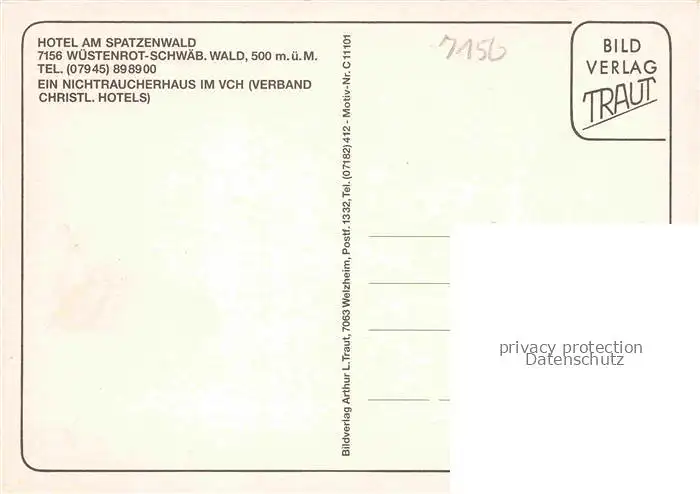 HOTEL AM SPATZENWALD
7156 WÜSTENROT-SCHWÄB. WALD, 500 m. ü. M.
TEL. (07945) 898900
EIN NICHTRAUCHERHAUS IM VCH (VERBAND
CHRISTL. HOTELS)
Bildverlag Arthur L. Traut, 7063 Welzheim, Postf. 1332, Tel. (07182) 412 - Motiv-Nr. C 11101
7156
BILD
VERLAG
TRAUT
privacy protection
Datenschutz